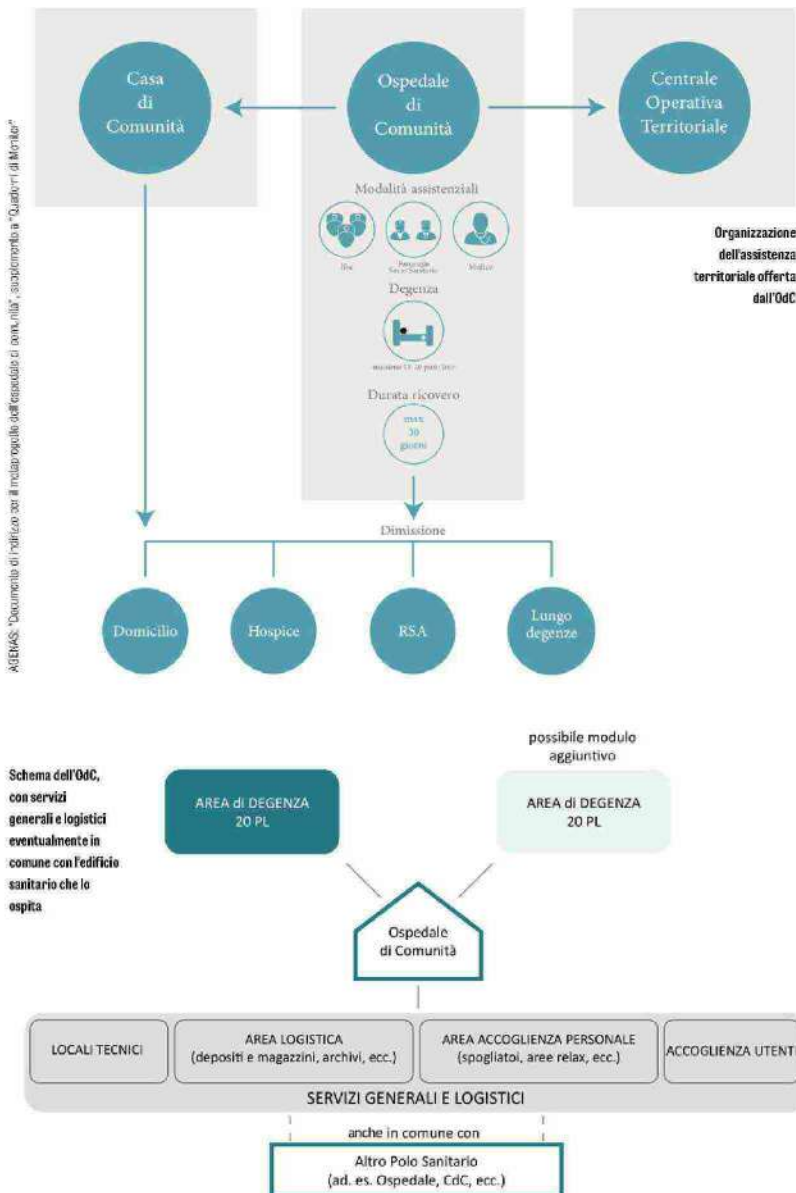 Casa
di
Comunità
Ospedale
di
Comunità
Centrale
Operativa
Territoriale
Modalità assistenziali
Personale
Socio Sanitario
Medico
Degenza
Durata ricovero
max
30
giorni
Organizzazione
dell'assistenza
territoriale offerta
dall'OdC
AGENAS: "Documento di indirizzo per il metaprogetto dell'ospedale di comunità", supplemento a "Quaderni di Monitor"
Dimissione
Domicilio
Hospice
RSA
Lungo
degenze
Schema dell'OdC,
con servizi
generali e logistici
eventualmente in
comune con l'edificio
sanitario che lo
ospita
AREA di DEGENZA
20 PL
possibile modulo
aggiuntivo
AREA di DEGENZA
20 PL
Ospedale
di Comunità
LOCALI TECNICI
AREA LOGISTICA
(depositi e magazzini, archivi, ecc.)
AREA ACCOGLIENZA PERSONALE
(spogliatoi, aree relax, ecc.)
ACCOGLIENZA UTENTI
SERVIZI GENERALI E LOGISTICI
anche in comune con
Altro Polo Sanitario
(ad. es. Ospedale, CdC, ecc.)